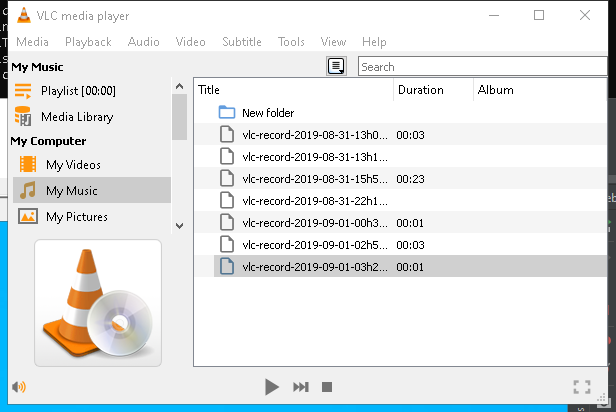 VLC media player
Media Playback Audio Video Subtitle Tools View Help
My Music
Search
Playlist [00:00]
Media Library
My Computer
My Videos
My Music
My Pictures
Title Duration Album
New folder
vlc-record-2019-08-31-13h0... 00:03
vlc-record-2019-08-31-13h1...
vlc-record-2019-08-31-15h5... 00:23
vlc-record-2019-08-31-22h1...
vlc-record-2019-09-01-00h3... 00:01
vlc-record-2019-09-01-02h5... 00:03
vlc-record-2019-09-01-03h2... 00:01